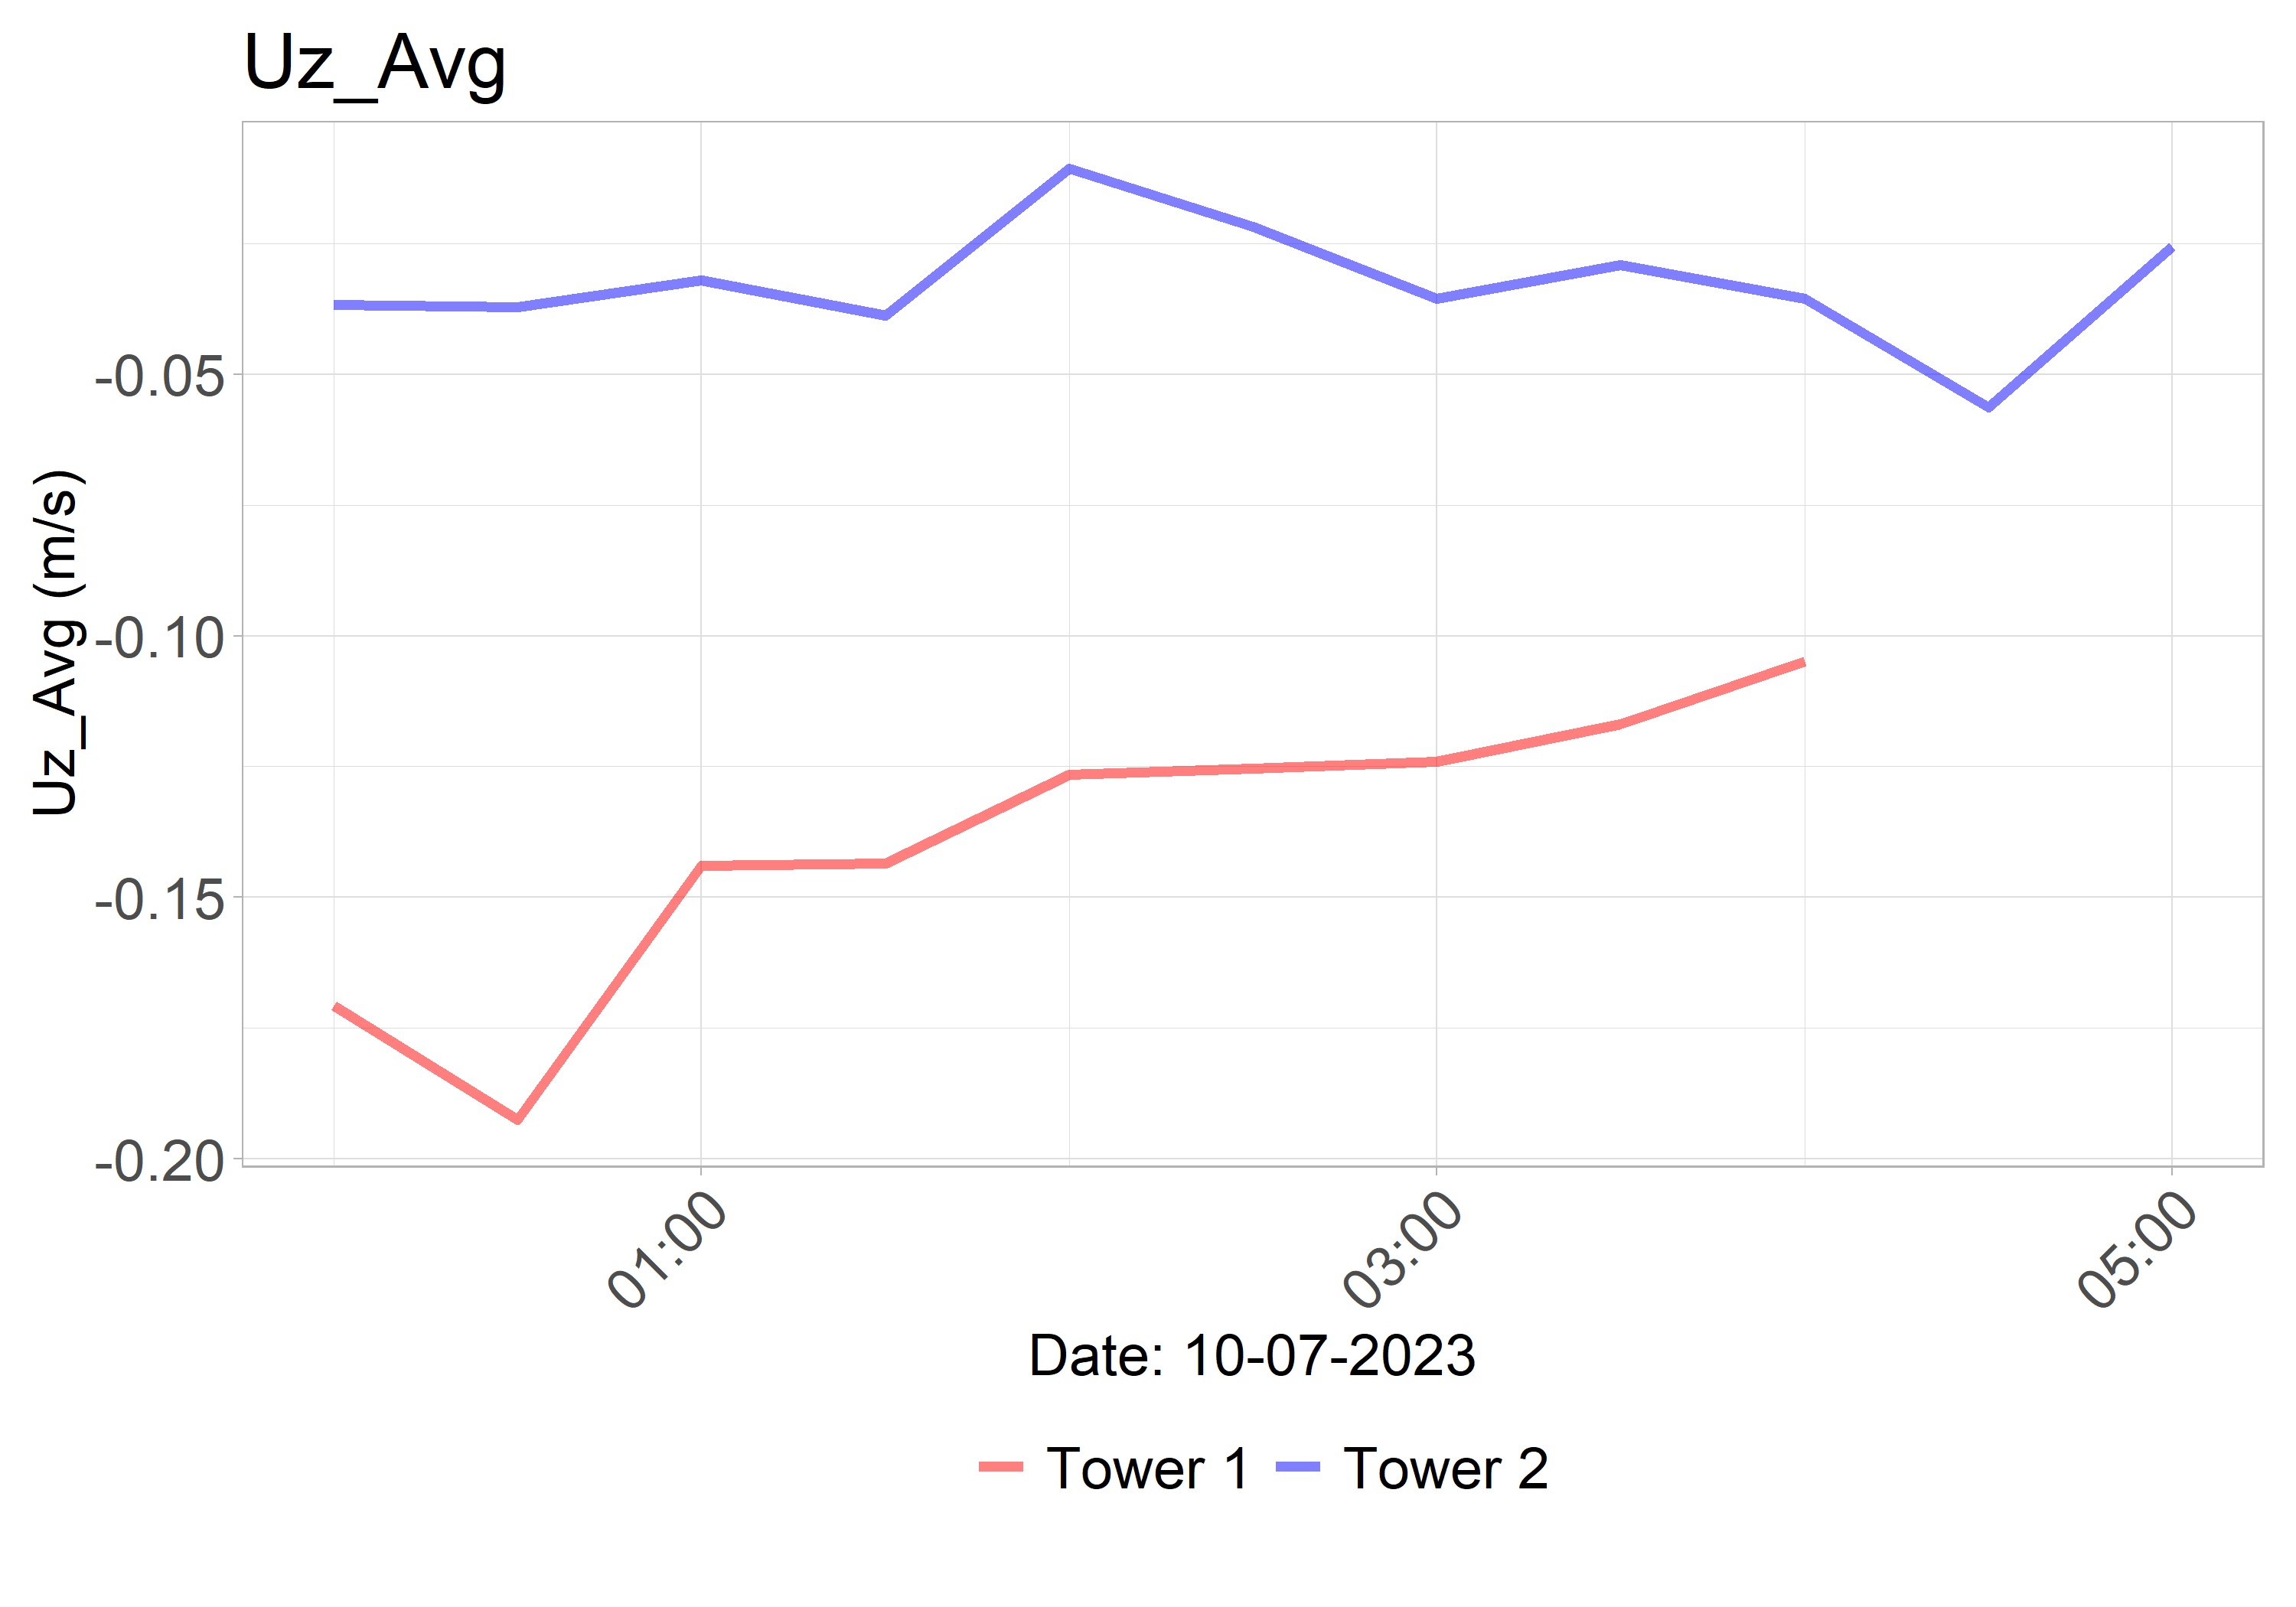 Uz_Avg
Uz_Avg (m/s)
-0.05
-0.10
-0.15
-0.20
01:00
03:00
05:00
Date: 10-07-2023
Tower 1
Tower 2